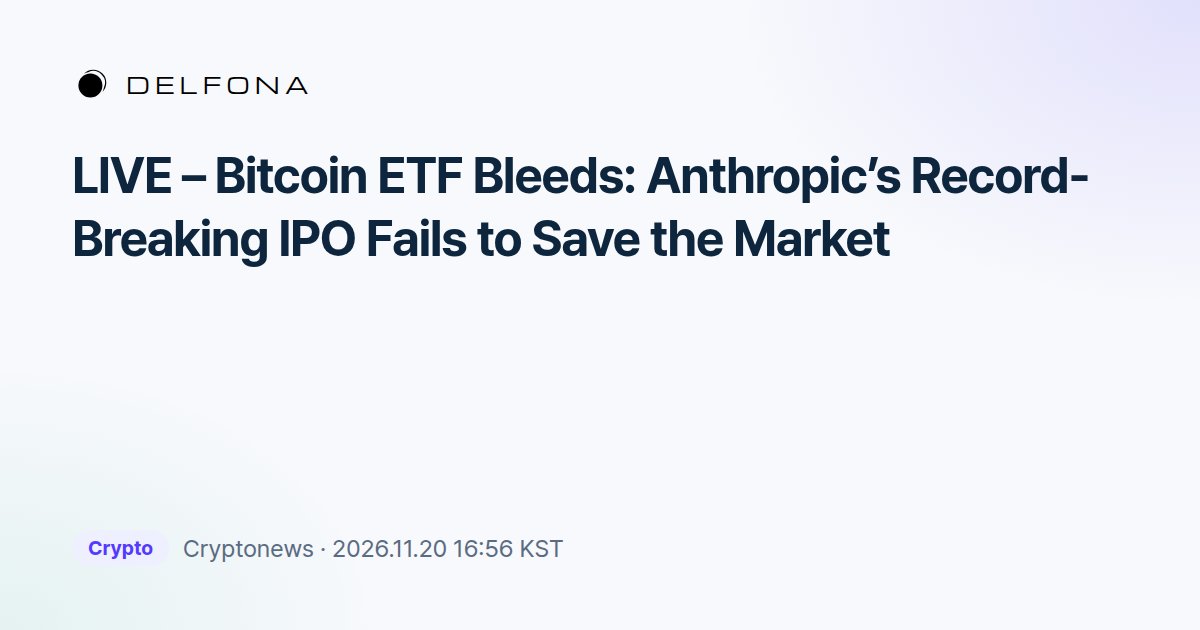 DELFONA
LIVE – Bitcoin ETF Bleeds: Anthropic’s Record-
Breaking IPO Fails to Save the Market
Crypto Cryptonews · 2026.11.20 16:56 KST